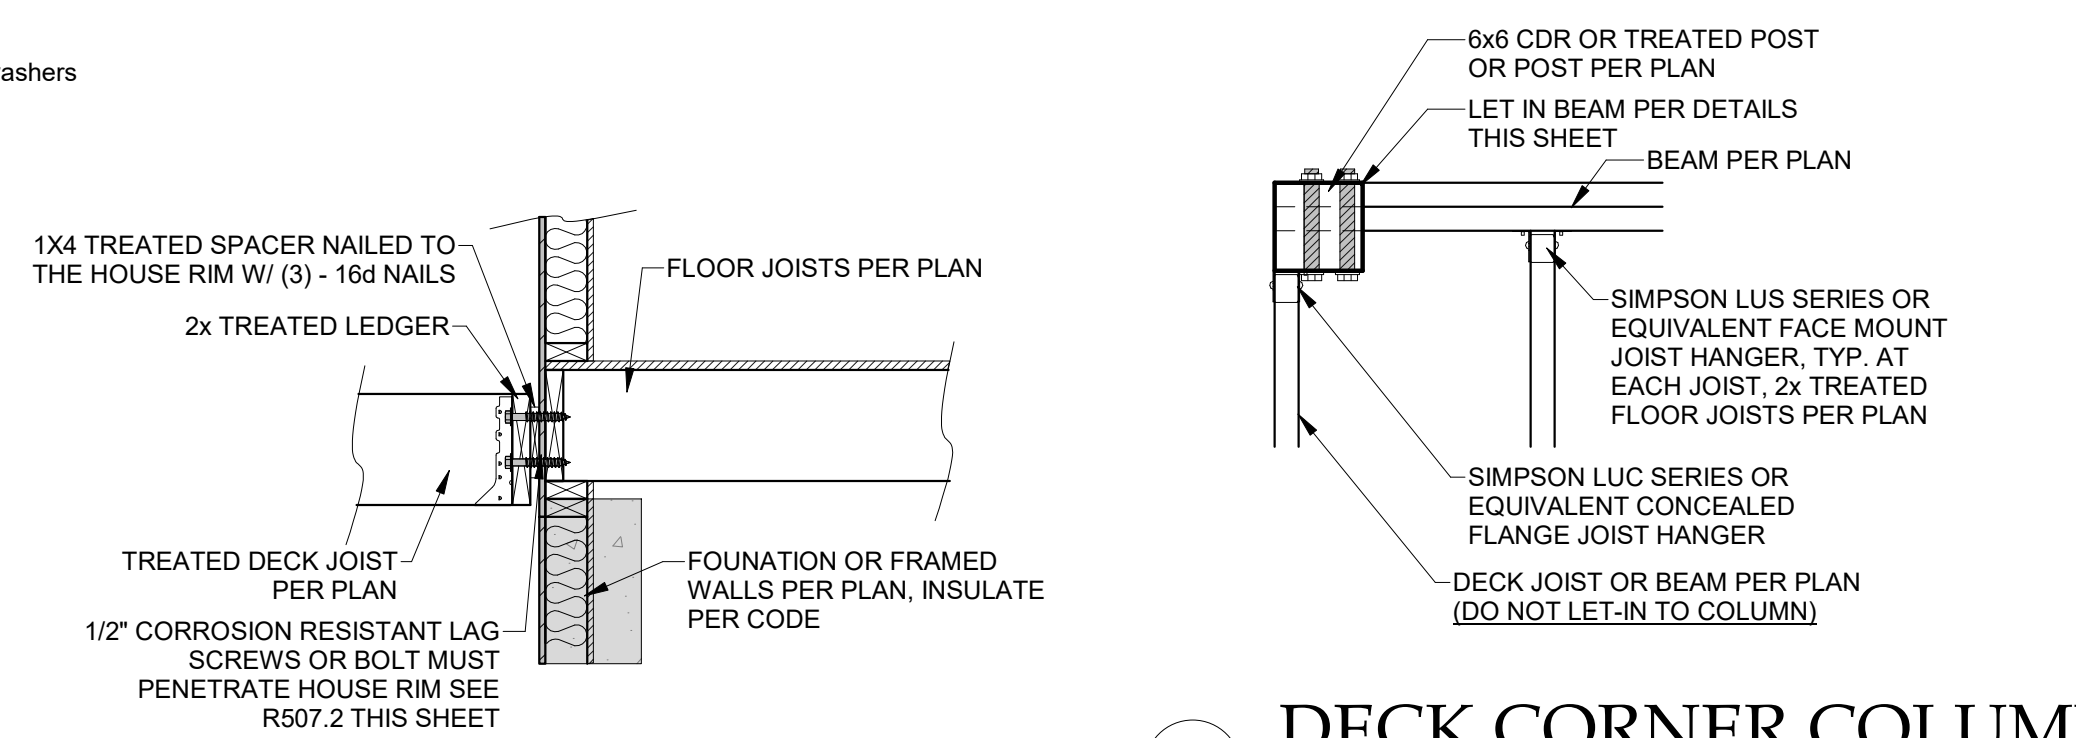 ashers
1X4 TREATED SPACER NAILED TO
THE HOUSE RIM W/ (3) - 16d NAILS
2x TREATED LEDGER
FLOOR JOISTS PER PLAN
TREATED DECK JOIST
PER PLAN
1/2" CORROSION RESISTANT LAG
SCREWS OR BOLT MUST
PENETRATE HOUSE RIM SEE
R507.2 THIS SHEET
FOUNATION OR FRAMED
WALLS PER PLAN, INSULATE
PER CODE
6x6 CDR OR TREATED POST
OR POST PER PLAN
LET IN BEAM PER DETAILS
THIS SHEET
BEAM PER PLAN
SIMPSON LUS SERIES OR
EQUIVALENT FACE MOUNT
JOIST HANGER, TYP. AT
EACH JOIST, 2x TREATED
FLOOR JOISTS PER PLAN
SIMPSON LUC SERIES OR
EQUIVALENT CONCEALED
FLANGE JOIST HANGER
DECK JOIST OR BEAM PER PLAN
(DO NOT LET-IN TO COLUMN)
DECK CORNER COLUM